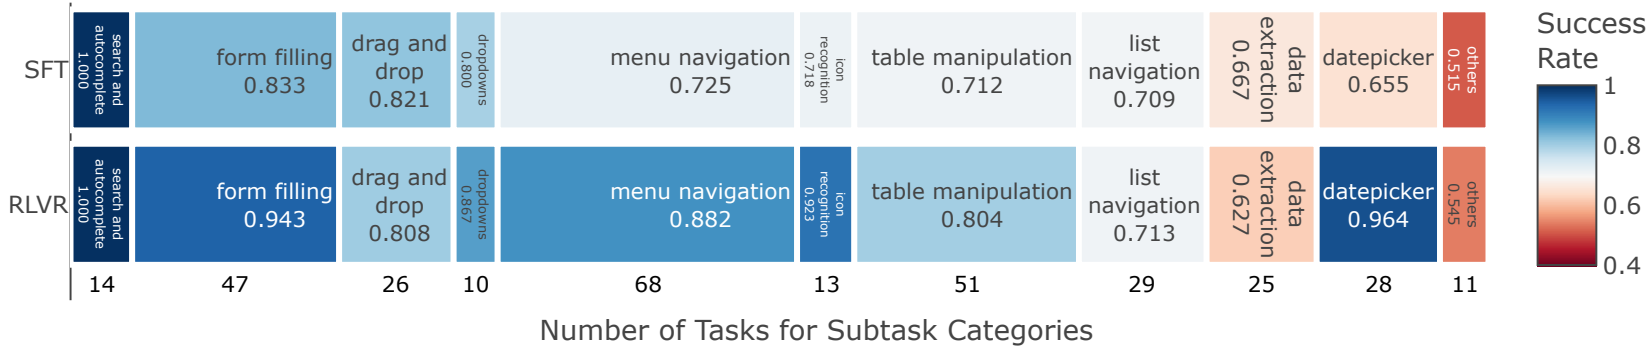 SFT
search and
autocomplete
1.000
form filling
0.833
drag and
drop
0.821
dropdowns
0.800
menu navigation
0.725
icon
recognition
0.718
table manipulation
0.712
list
navigation
0.709
data
extraction
0.667
datepicker
0.655
others
0.515
RLVR
search and
autocomplete
1.000
form filling
0.943
drag and
drop
0.808
dropdowns
0.867
menu navigation
0.882
icon
recognition
0.923
table manipulation
0.804
list
navigation
0.713
data
extraction
0.627
datepicker
0.964
others
0.545
14
47
26
10
68
13
51
29
25
28
11
Number of Tasks for Subtask Categories
Success
Rate
1
0.8
0.6
0.4